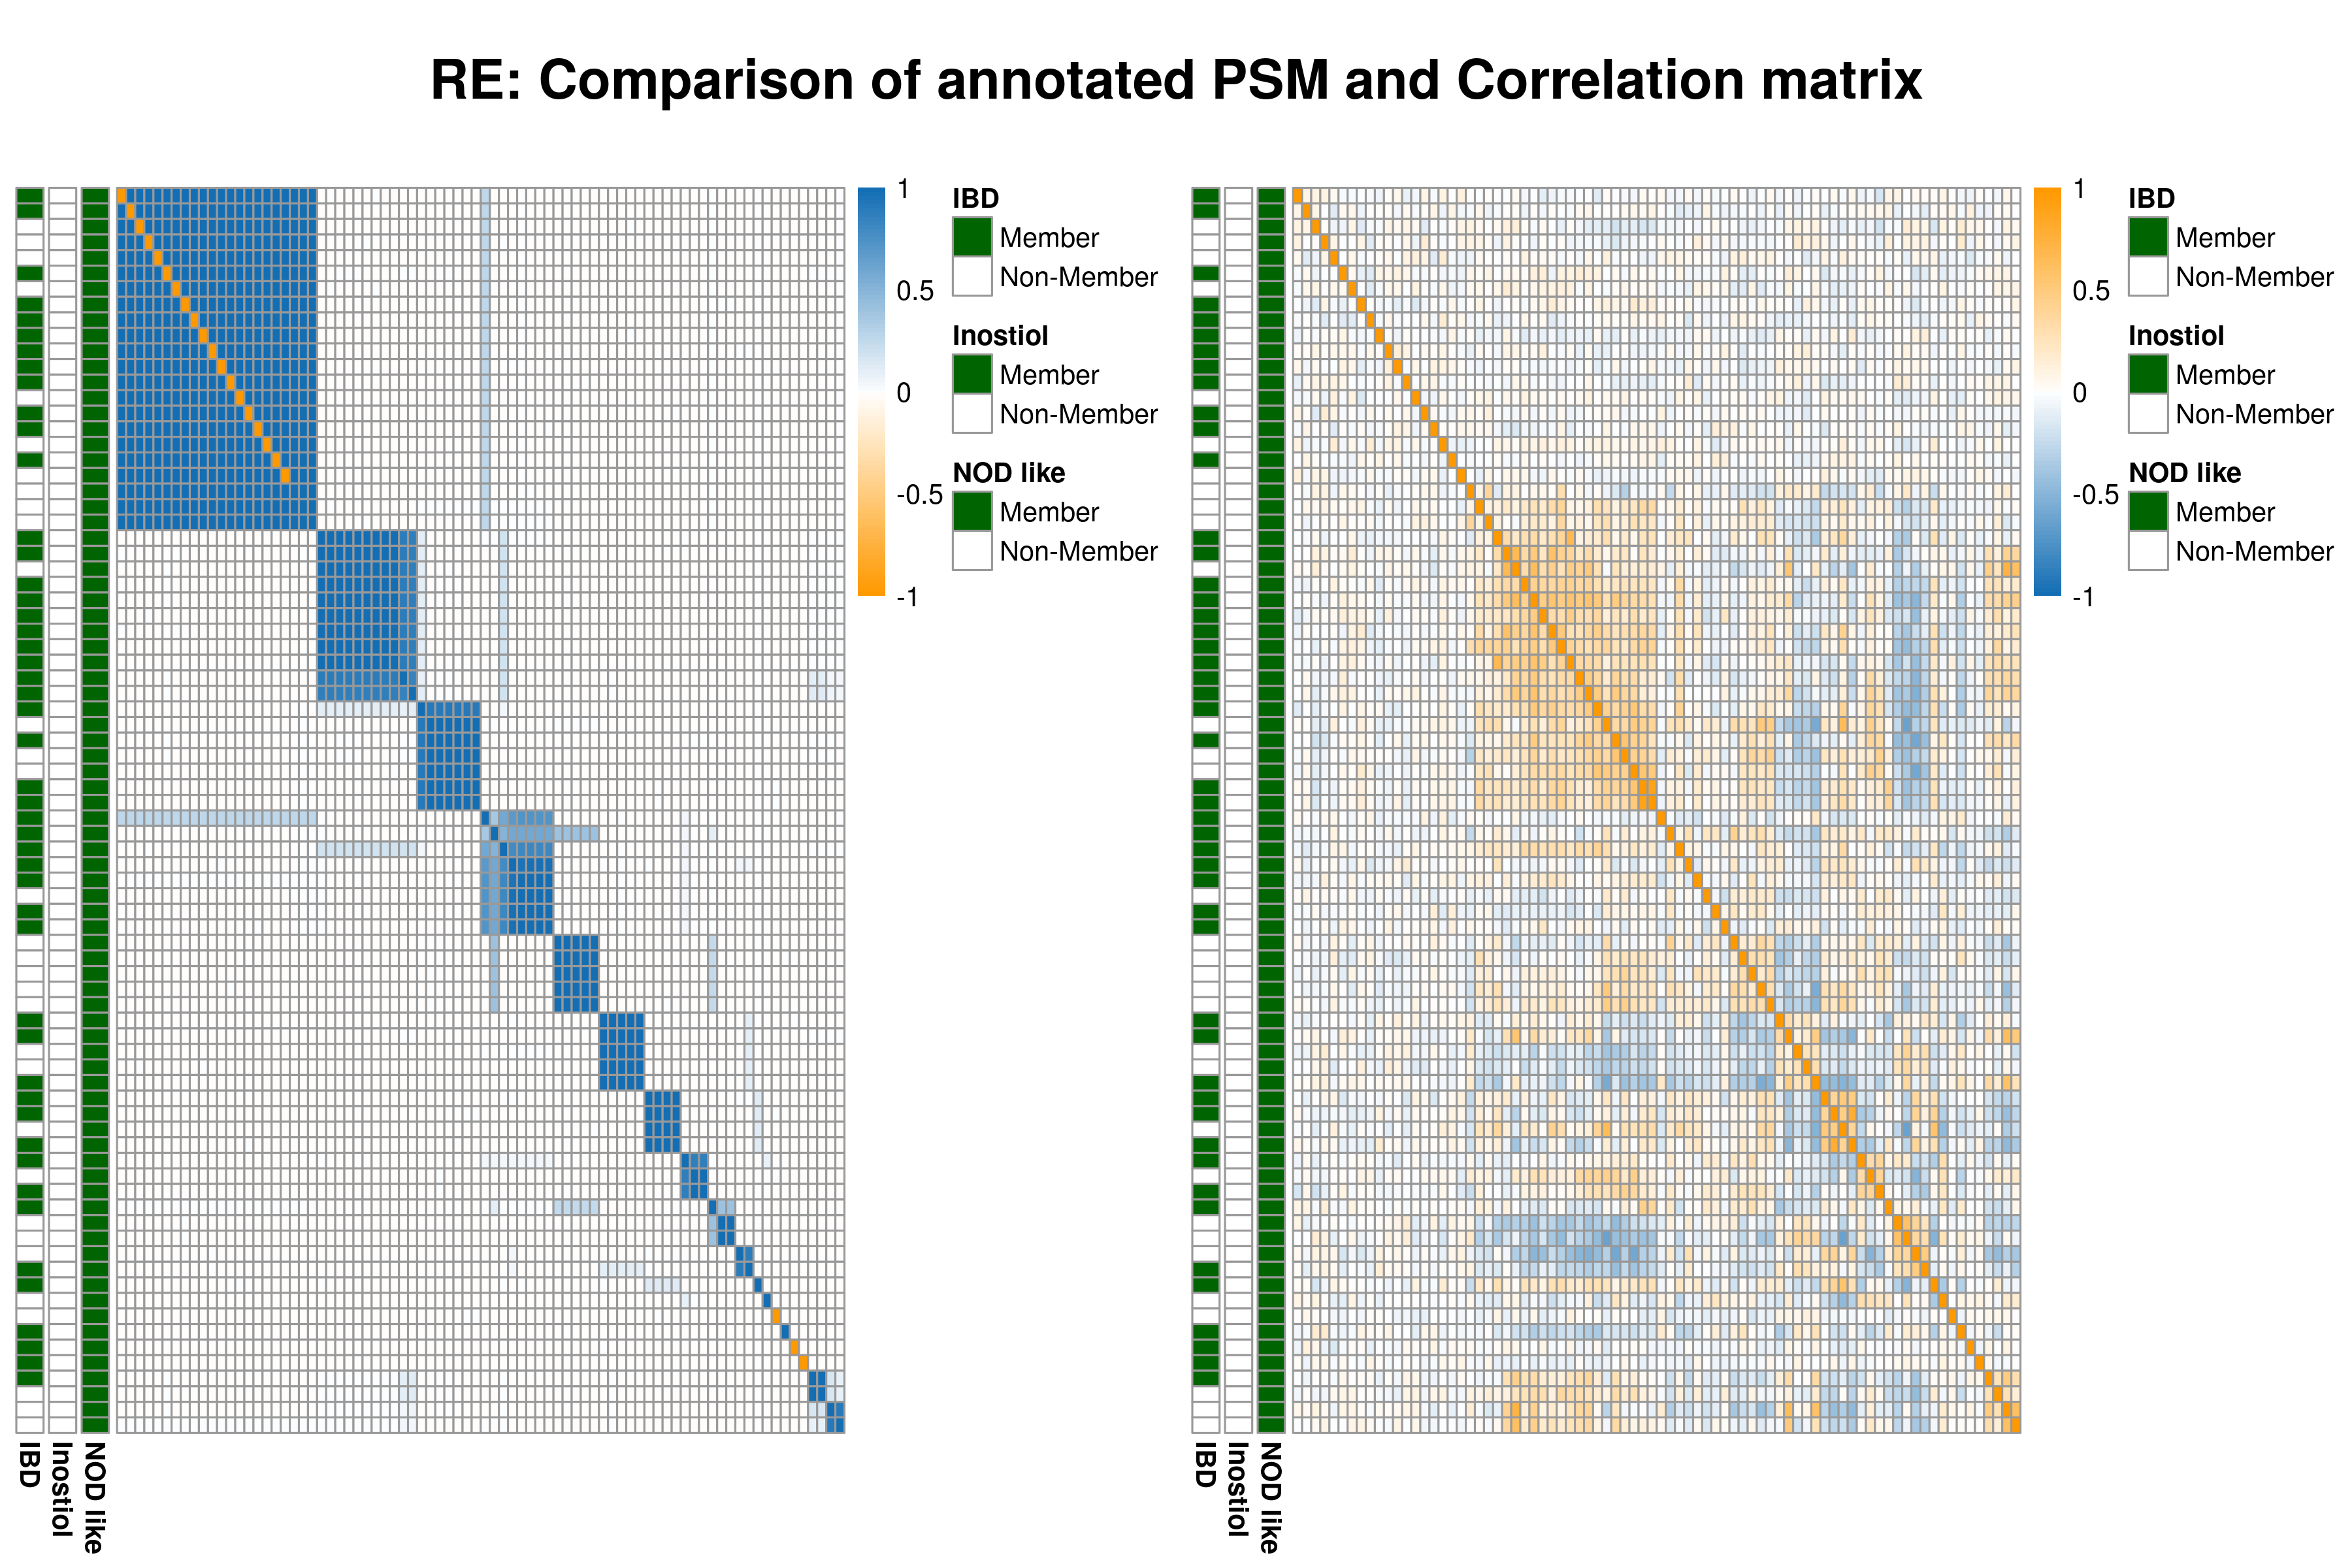 RE: Comparison of annotated PSM and Correlation matrix
1
0.5
0
-0.5
-1
IBD
Member
Non-Member
Inostiol
Member
Non-Member
NOD like
Member
Non-Member
IBD
Inostiol
NOD like
1
0.5
0
-0.5
-1
IBD
Member
Non-Member
Inostiol
Member
Non-Member
NOD like
Member
Non-Member
IBD
Inostiol
NOD like